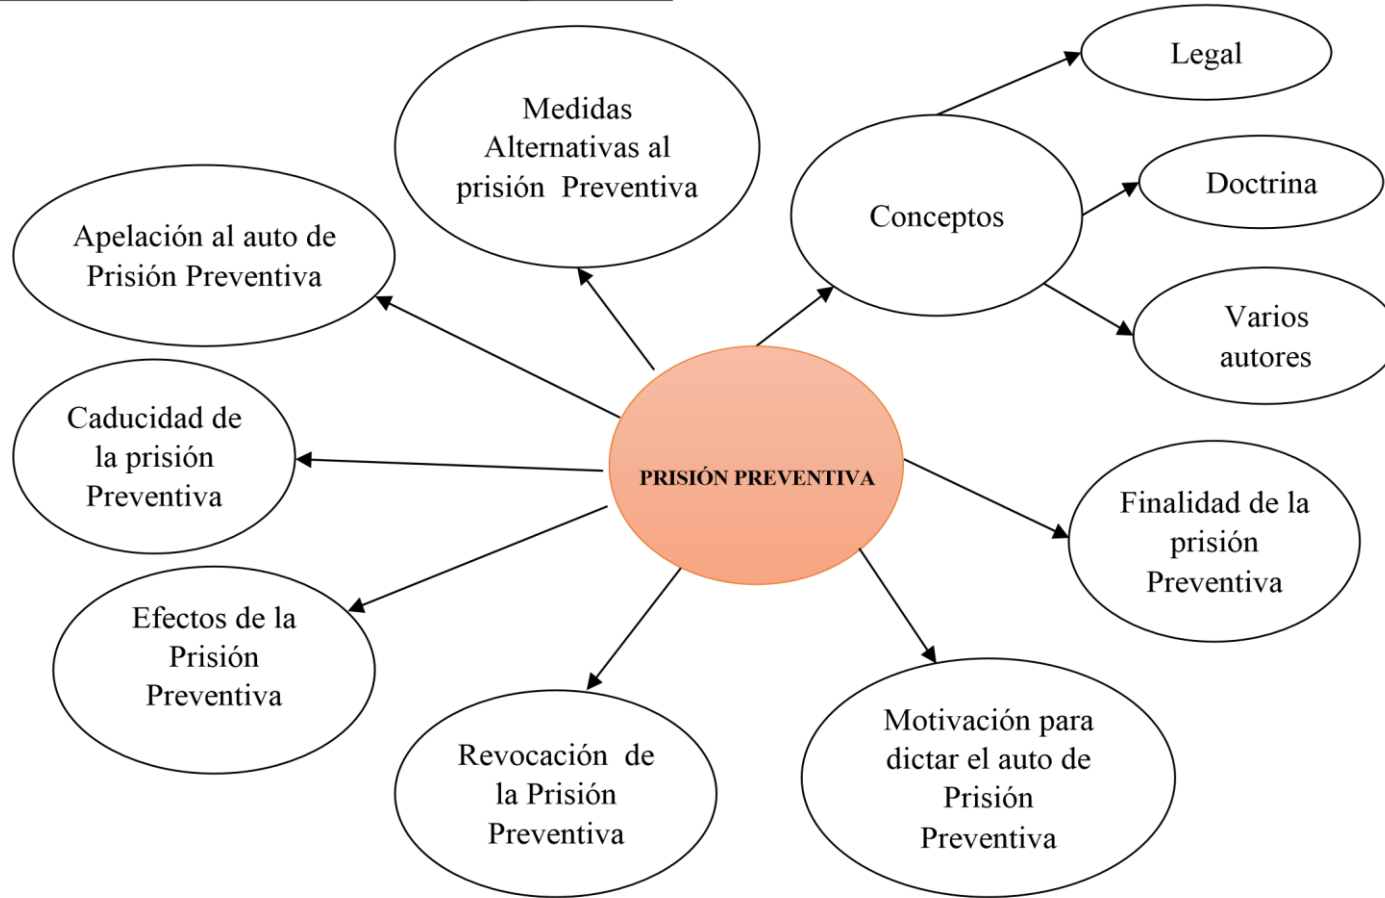 Legal
Medidas
Alternativas al
prisión  Preventiva
Conceptos
Doctrina
Varios
autores
Apelación al auto de
Prisión Preventiva
Caducidad de
la prisión
Preventiva
PRISIÓN PREVENTIVA
Finalidad de la
prisión
Preventiva
Efectos de la
Prisión
Preventiva
Revocación  de
la Prisión
Preventiva
Motivación para
dictar el auto de
Prisión
Preventiva